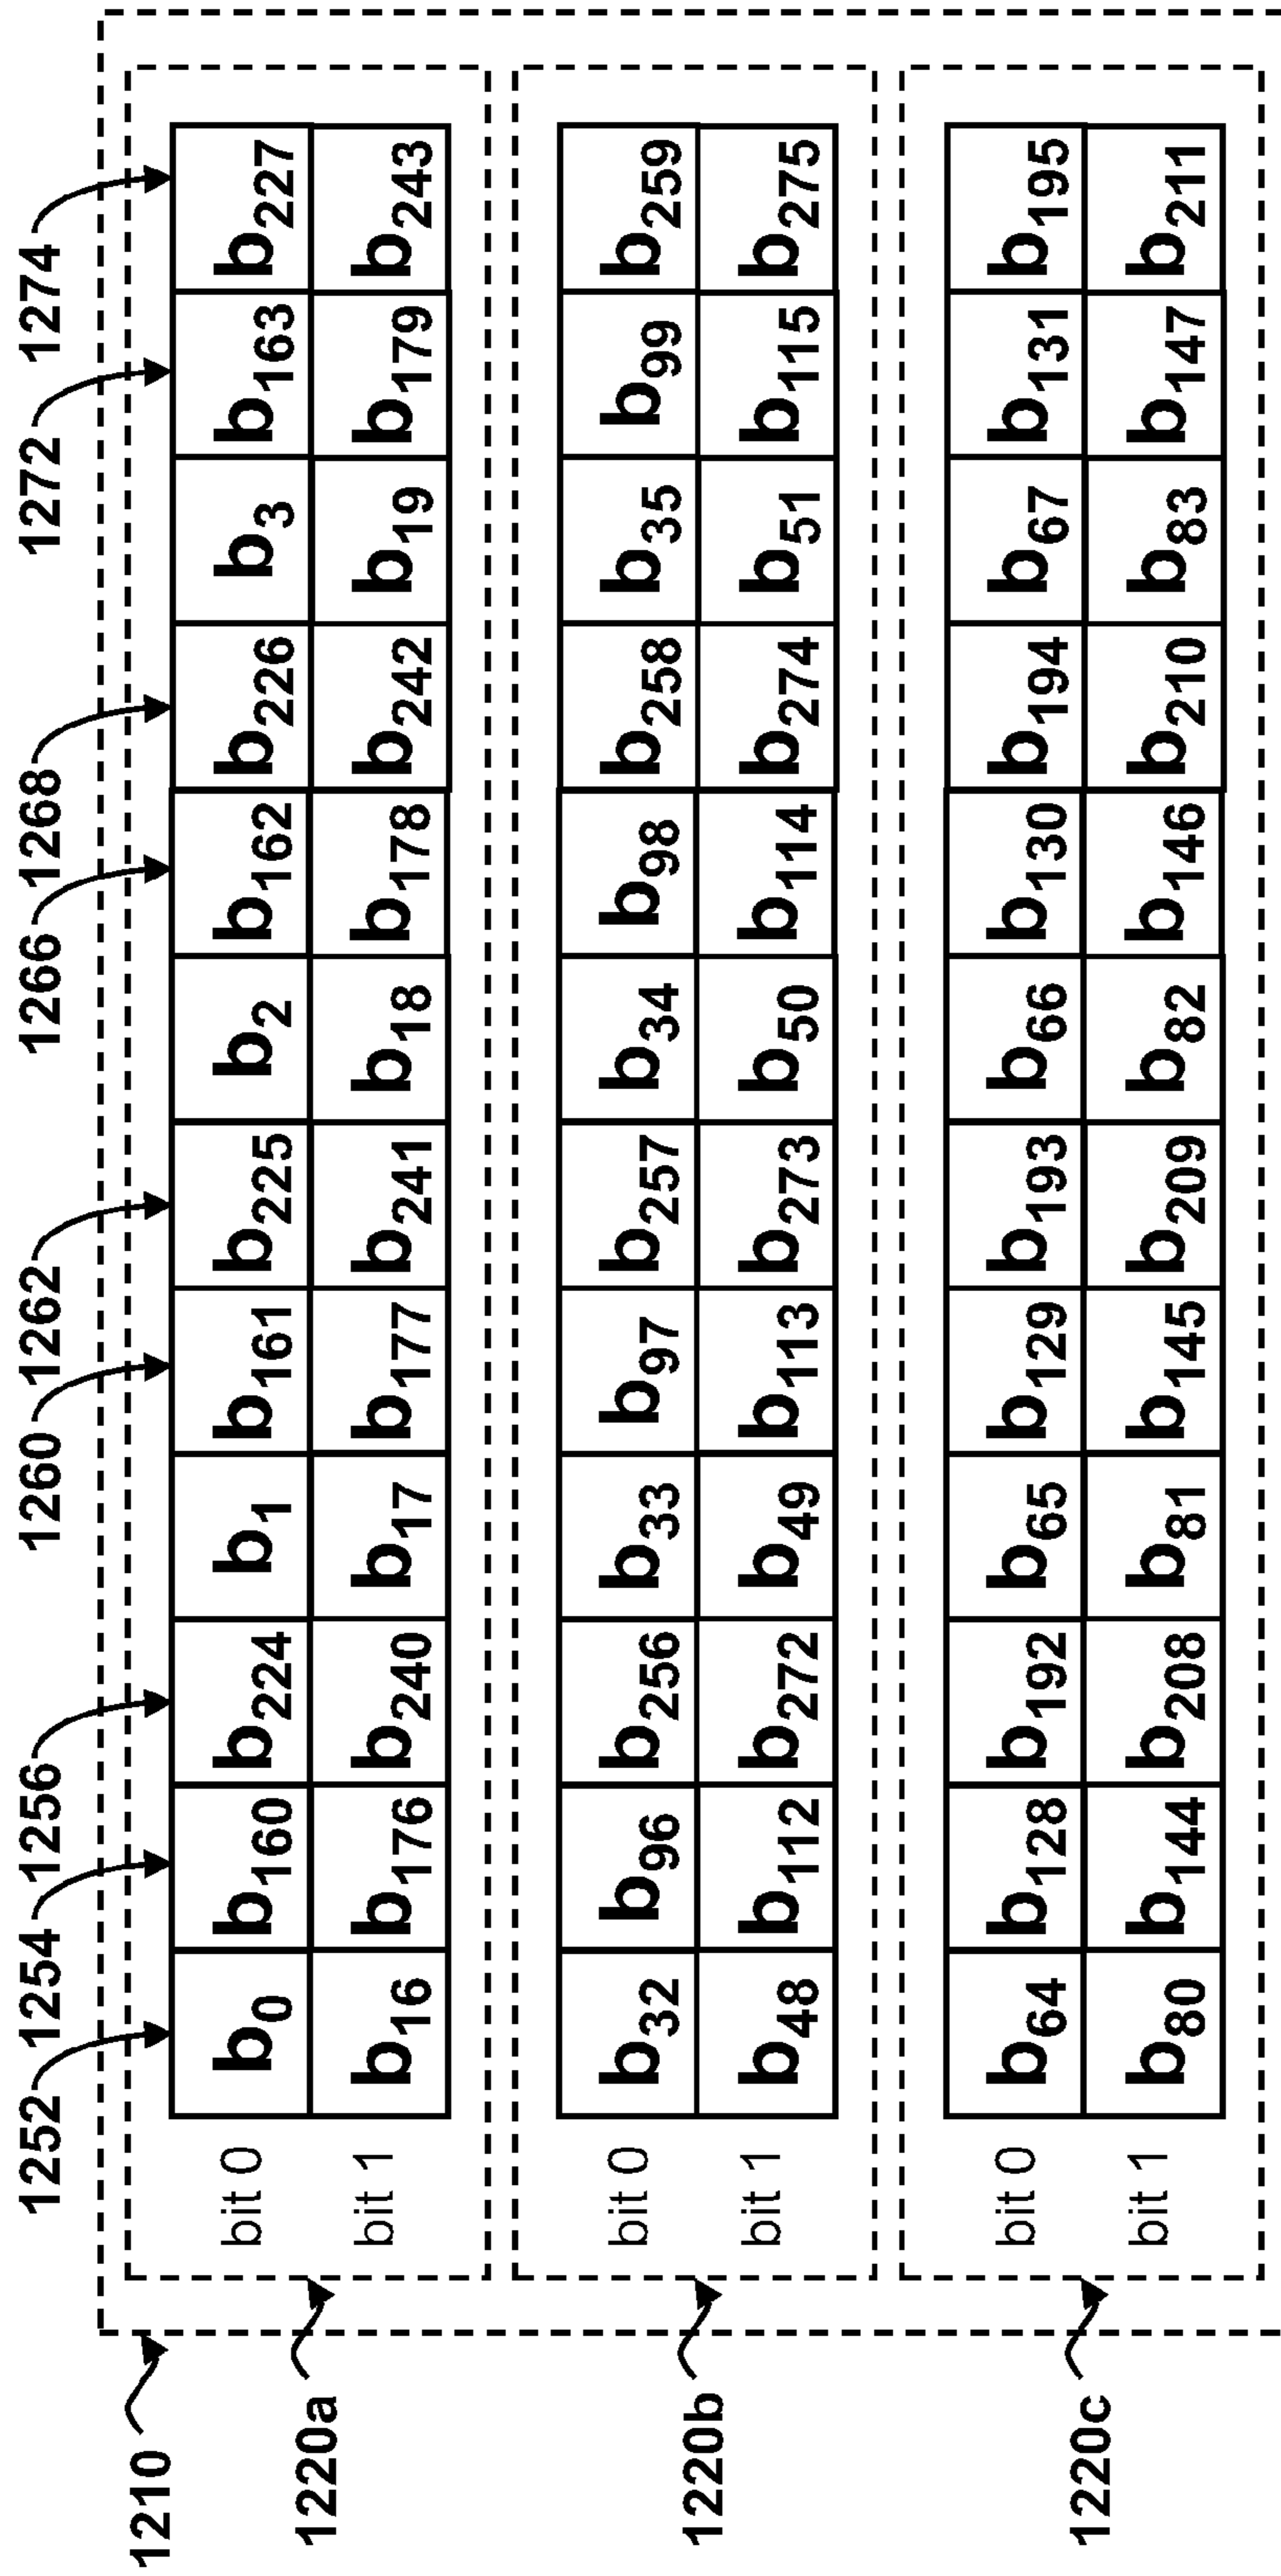 1252 1254 1256 1260 1262 1266 1268 1272 1274
1210
1220a
bit 0 b0 b160 b224 b1 b161 b225 b2 b162 b226 b3 b163 b227
bit 1 b16 b176 b240 b17 b177 b241 b18 b178 b242 b19 b179 b243
1220b
bit 0 b32 b96 b256 b33 b97 b257 b34 b98 b258 b35 b99 b259
bit 1 b48 b112 b272 b49 b113 b273 b50 b114 b274 b51 b115 b275
1220c
bit 0 b64 b128 b192 b65 b129 b193 b66 b130 b194 b67 b131 b195
bit 1 b80 b144 b208 b81 b145 b209 b82 b146 b210 b83 b147 b211